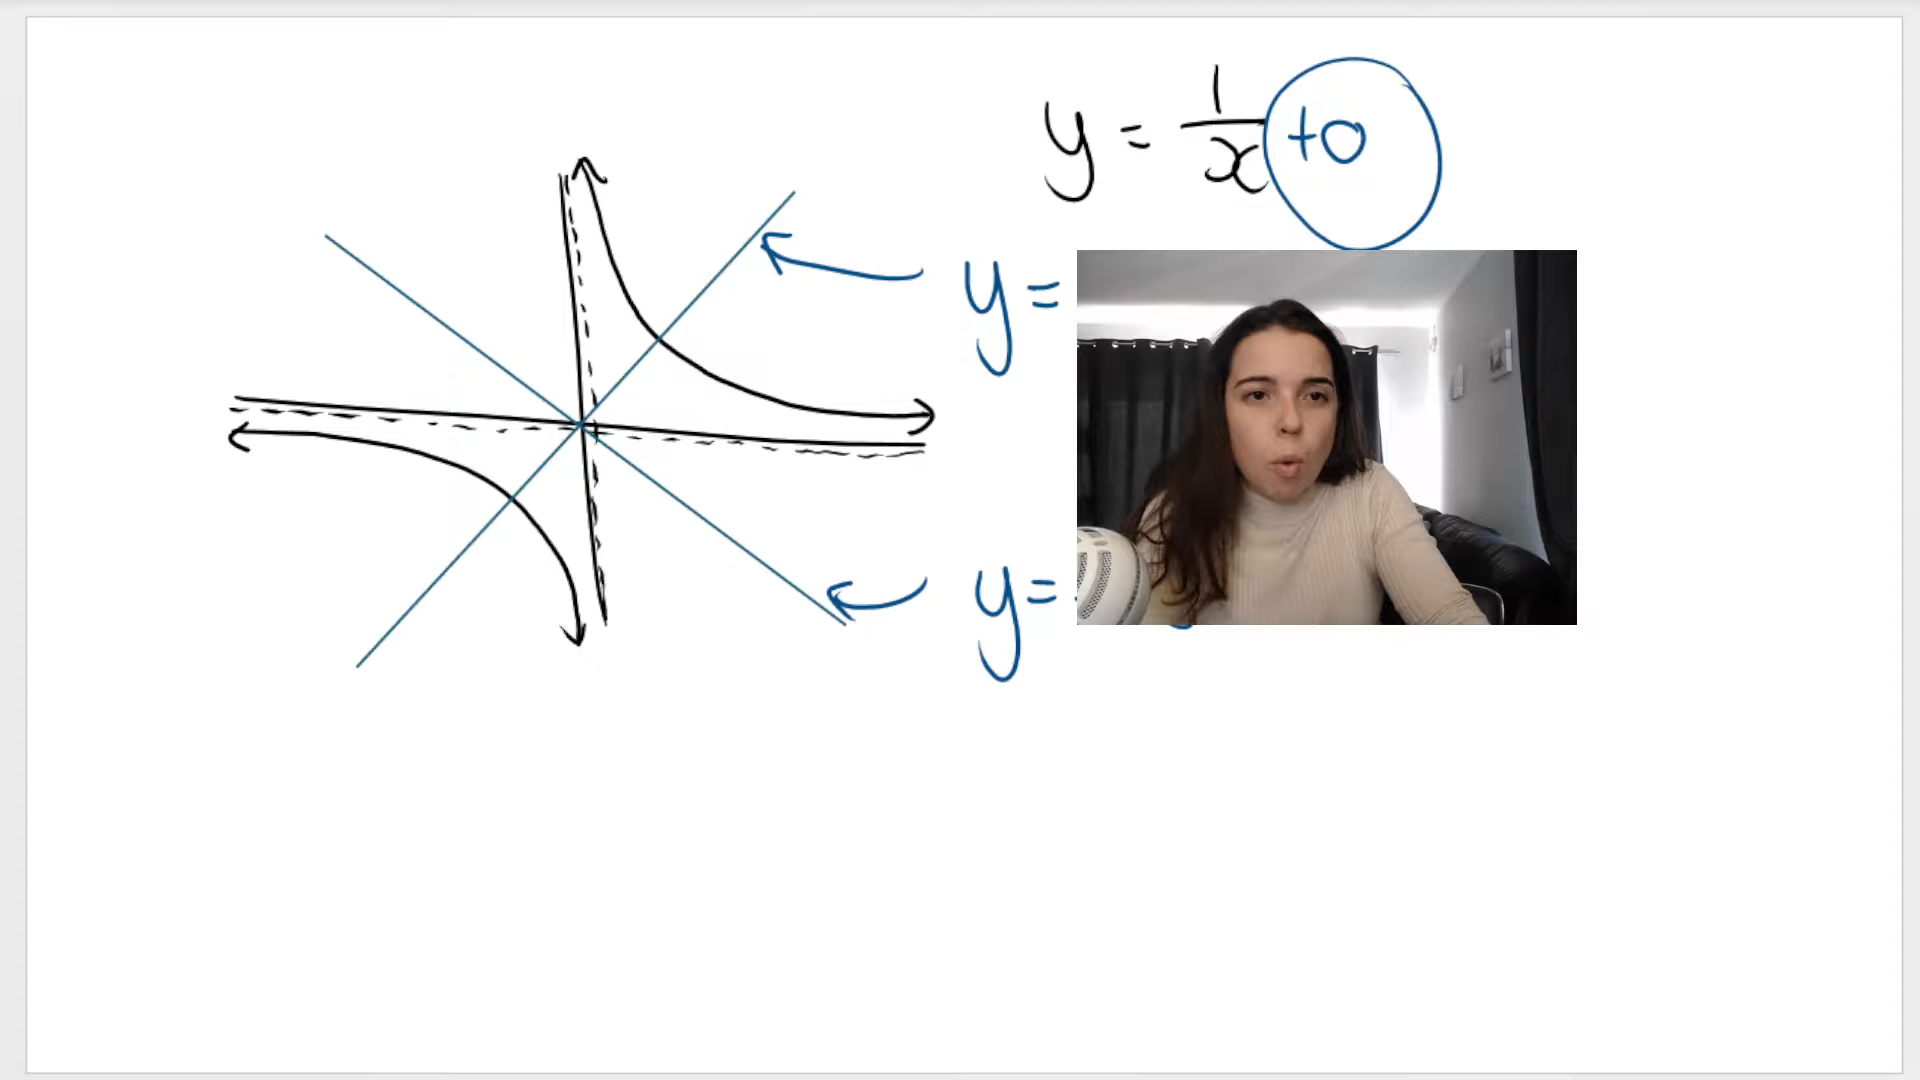 y = 1/x +0
y =
y =